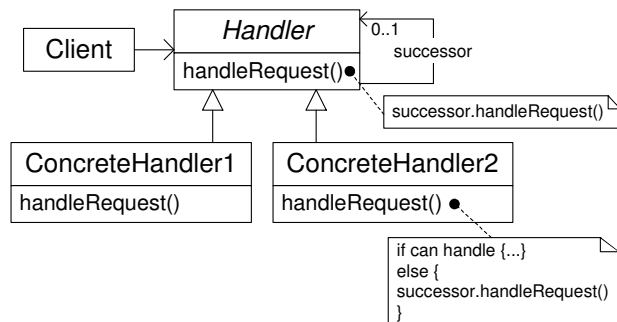 Handler
0..1
Client
successor
handleRequest()
successor.handleRequest()
ConcreteHandler1
ConcreteHandler2
handleRequest()
handleRequest()
if can handle {...}
else {
successor.handleRequest()
}